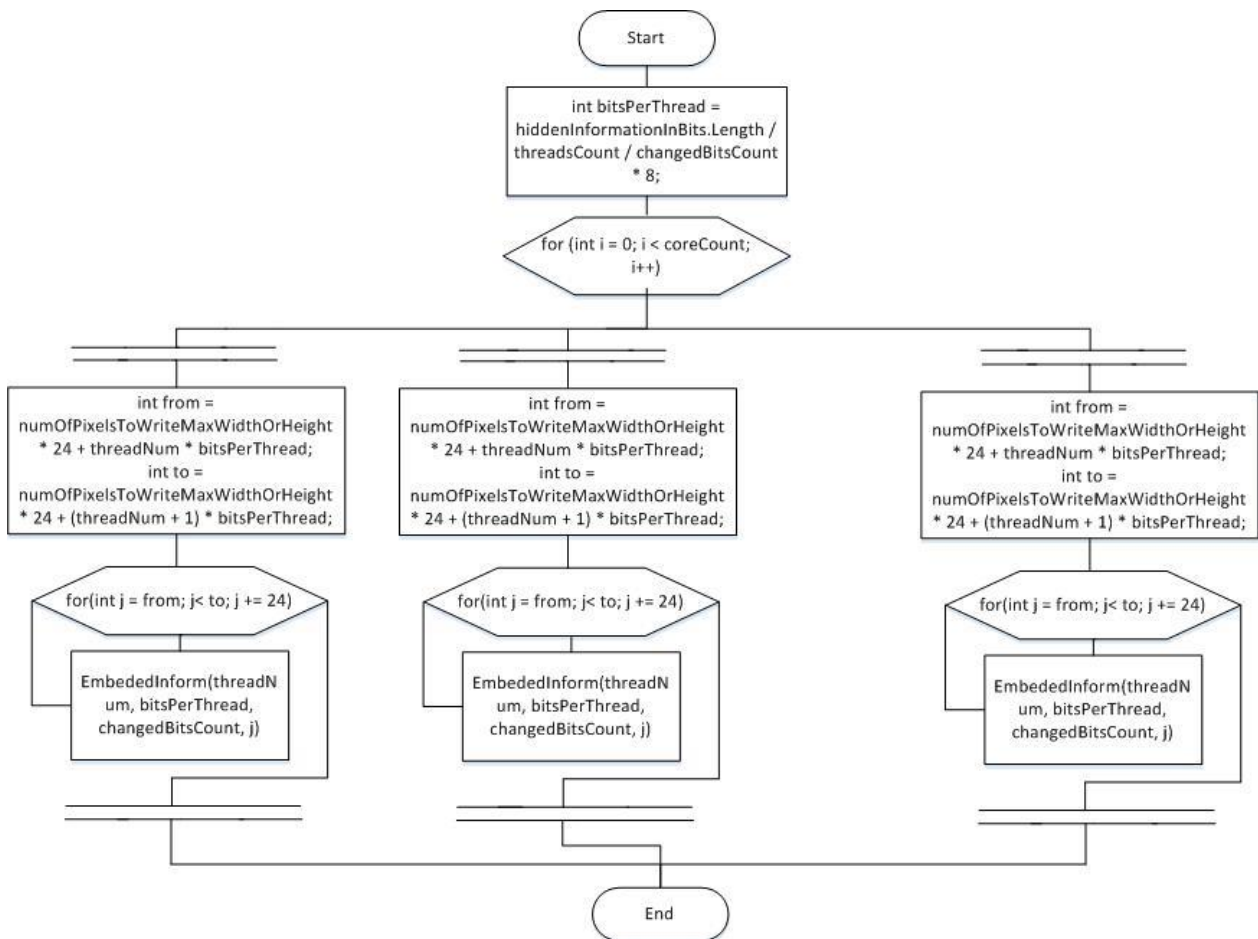 Start
int bitsPerThread =
hiddenInformationInBits.Length /
threadsCount / changedBitsCount
* 8;
for (int i = 0; i < coreCount;
i++)
int from =
numOfPixelsToWriteMaxWidthOrHeight
* 24 + threadNum * bitsPerThread;
int to =
numOfPixelsToWriteMaxWidthOrHeight
* 24 + (threadNum + 1) * bitsPerThread;
int from =
numOfPixelsToWriteMaxWidthOrHeight
* 24 + threadNum * bitsPerThread;
int to =
numOfPixelsToWriteMaxWidthOrHeight
* 24 + (threadNum + 1) * bitsPerThread;
int from =
numOfPixelsToWriteMaxWidthOrHeight
* 24 + threadNum * bitsPerThread;
int to =
numOfPixelsToWriteMaxWidthOrHeight
* 24 + (threadNum + 1) * bitsPerThread;
for(int j = from; j< to; j += 24)
for(int j = from; j< to; j += 24)
for(int j = from; j< to; j += 24)
EmbededInform(threadN
um, bitsPerThread,
changedBitsCount, j)
EmbededInform(threadN
um, bitsPerThread,
changedBitsCount, j)
EmbededInform(threadN
um, bitsPerThread,
changedBitsCount, j)
End